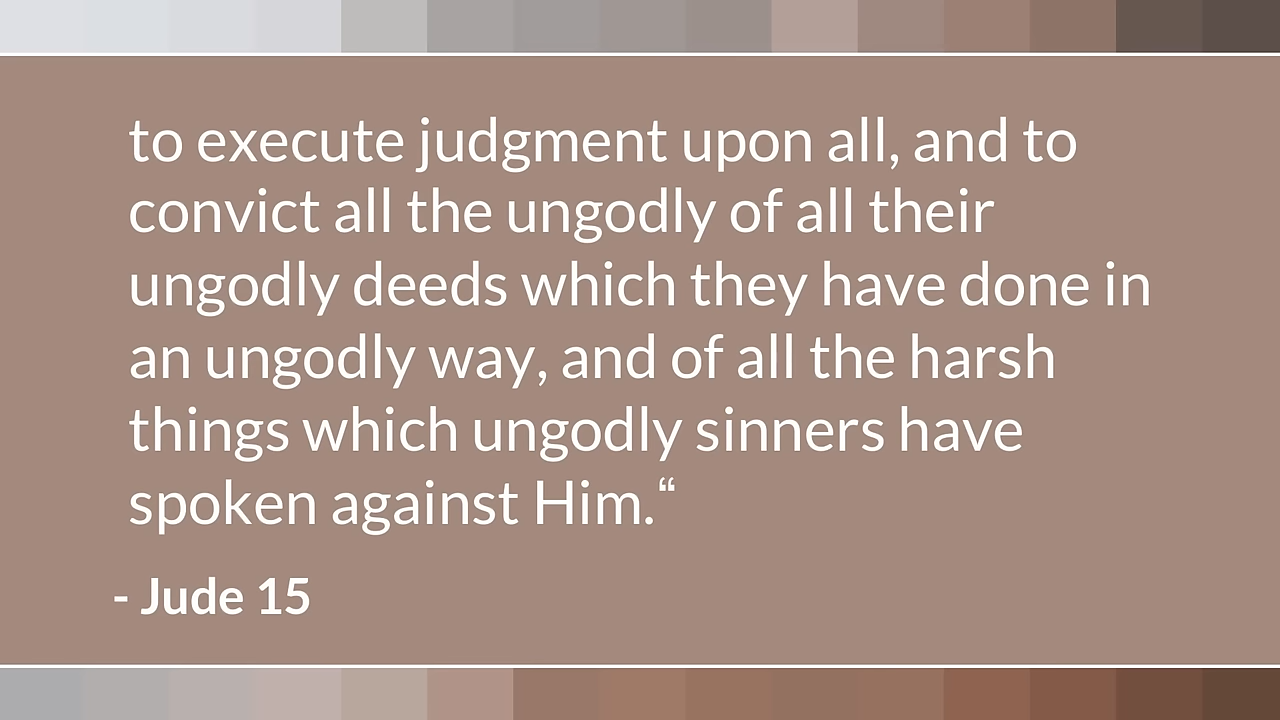 to execute judgment upon all, and to
convict all the ungodly of all their
ungodly deeds which they have done in
an ungodly way, and of all the harsh
things which ungodly sinners have
spoken against Him.“
- Jude 15